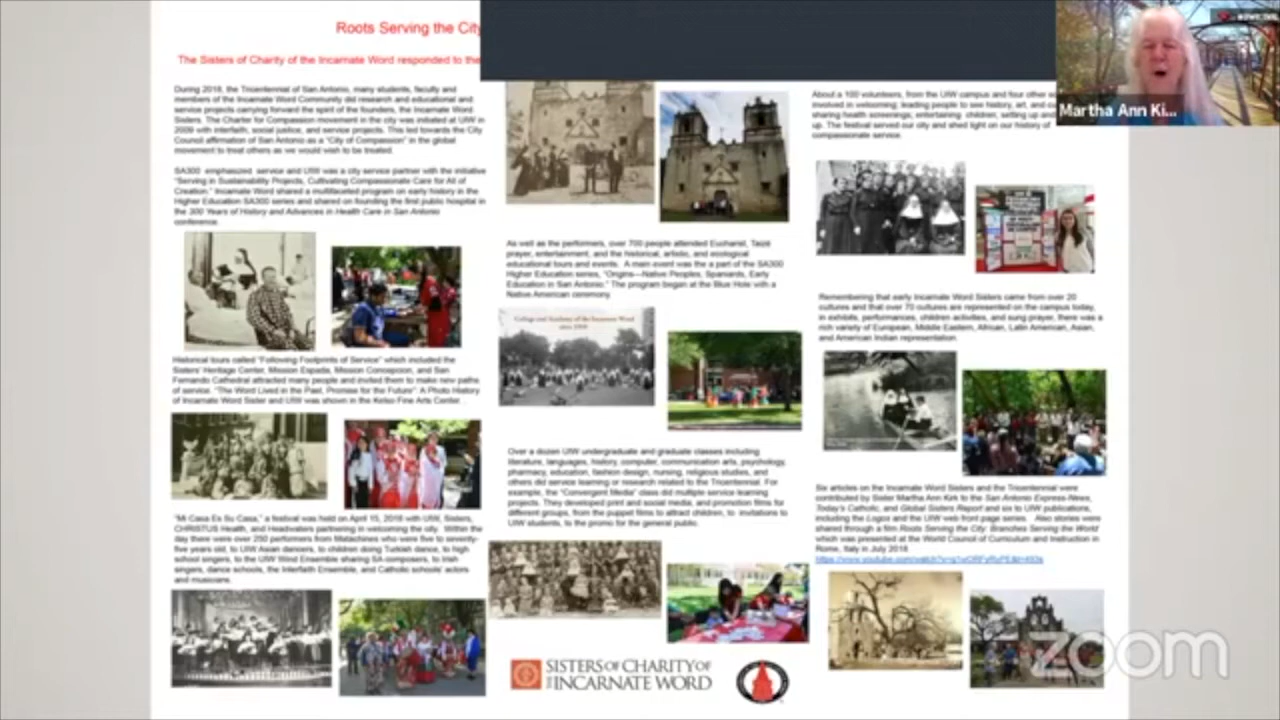 Roots Serving the City
The Sisters of Charity of the Incarnate Word responded to the
During 2018, the Tricentennial of San Antonio, many students, faculty and
members of the Incarnate Word Community did research and educational and
service projects carrying forward the spirit of the founders, the Incarnate Word
Sisters. The Charter for Compassion movement in the city was initiated at UIW in
2009 with interfaith, social justice, and service projects. This led towards the City
Council affirmation of San Antonio as a "City of Compassion" in the global
movement to treat others as we would wish to be treated.
SA300 emphasized service and UIW was a city service partner with the initiative
"Serving in Sustainability Projects, Cultivating Compassionate Care for All of
Creation." Incarnate Word shared a multifaceted program on early history in the
Higher Education SA300 series and shared on founding the first public hospital in
the 300 Years of History and Advances in Health Care in San Antonio
conference.
Historical tours called "Following Footprints of Service" which included the
Sisters' Heritage Center, Mission Espada, Mission Concepcion, and San
Fernando Cathedral attracted many people and invited them to make new paths
of service. "The Word Lived in the Past, Promise for the Future": A Photo History
of Incarnate Word Sister and UIW was shown in the Kelso Fine Arts Center.
"Mi Casa Es Su Casa," a festival was held on April 15, 2018 with UIW, Sisters,
CHRISTUS Health, and Headwaters partnering in welcoming the city. Within the
day there were over 250 performers from Matachines who were five to seventy-
five years old, to UIW Asian dancers, to children doing Turkish dance, to high
school singers, to the UIW Wind Ensemble sharing SA composers, to Irish
singers, dance schools, the Interfaith Ensemble, and Catholic schools' actors
and musicians.
As well as the performers, over 700 people attended Eucharist, Taizé
prayer, entertainment, and the historical, artistic, and ecological
educational tours and events. A main event was the a part of the SA300
Higher Education series, "Origins—Native Peoples, Spaniards, Early
Education in San Antonio." The program began at the Blue Hole with a
Native American ceremony.
College and Academy of the Incarnate Word
since 1900
Over a dozen UIW undergraduate and graduate classes including
literature, languages, history, computer, communication arts, psychology,
pharmacy, education, fashion design, nursing, religious studies, and
others did service learning or research related to the Tricentennial. For
example, the "Convergent Media" class did multiple service learning
projects. They developed print and social media, and promotion films for
different groups, from the puppet films to attract children, to invitations to
UIW students, to the promo for the general public.
SISTERS OF CHARITY OF
THE INCARNATE WORD
About a 100 volunteers, from the UIW campus and four other
involved in welcoming; leading people to see history, art, and
sharing health screenings; entertaining children; setting up and
up. The festival served our city and shed light on our history of
compassionate service.
Remembering that early Incarnate Word Sisters came from over 20
cultures and that over 70 cultures are represented on the campus today,
in exhibits, performances, children activities, and sung prayer, there was a
rich variety of European, Middle Eastern, African, Latin American, Asian,
and American Indian representation.
Six articles on the Incarnate Word Sisters and the Tricentennial were
contributed by Sister Martha Ann Kirk to the San Antonio Express-News,
Today's Catholic, and Global Sisters Report and six to UIW publications,
including the Logos and the UIW web front page series. Also stories were
shared through a film Roots Serving the City: Branches Serving the World
which was presented at the World Council of Curriculum and Instruction in
Rome, Italy in July 2018
Martha Ann Ki...
zoom